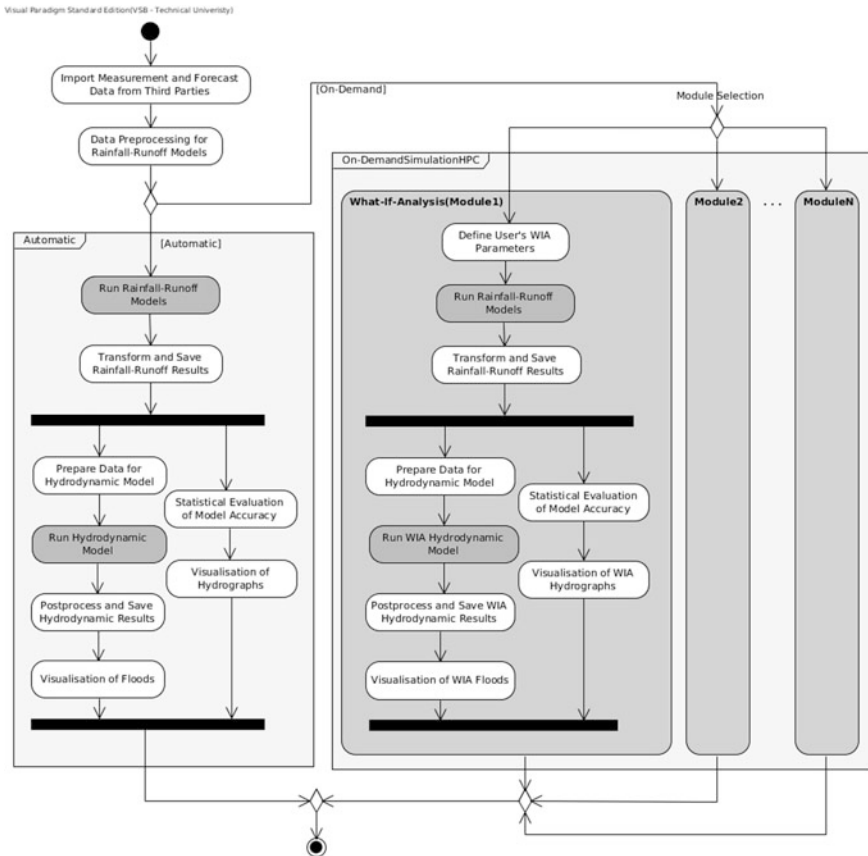 Visual Paradigm Standard Edition(VSB - Technical Univeristy)
Import Measurement and Forecast
Data from Third Parties
Data Preprocessing for
Rainfall-Runoff Models
[On-Demand]
Module Selection
Automatic
[Automatic]
Run Rainfall-Runoff
Models
Transform and Save
Rainfall-Runoff Results
Prepare Data for
Hydrodynamic Model
Statistical Evaluation
of Model Accuracy
Run Hydrodynamic
Model
Visualisation of
Hydrographs
Postprocess and Save
Hydrodynamic Results
Visualisation of Floods
On-DemandSimulationHPC
What-If-Analysis(Module1)
Define User's WIA
Parameters
Run Rainfall-Runoff
Models
Transform and Save
Rainfall-Runoff Results
Prepare Data for
Hydrodynamic Model
Statistical Evaluation
of Model Accuracy
Run WIA Hydrodynamic
Model
Visualisation of WIA
Hydrographs
Postprocess and Save WIA
Hydrodynamic Results
Visualisation of WIA Floods
Module2
...
ModuleN